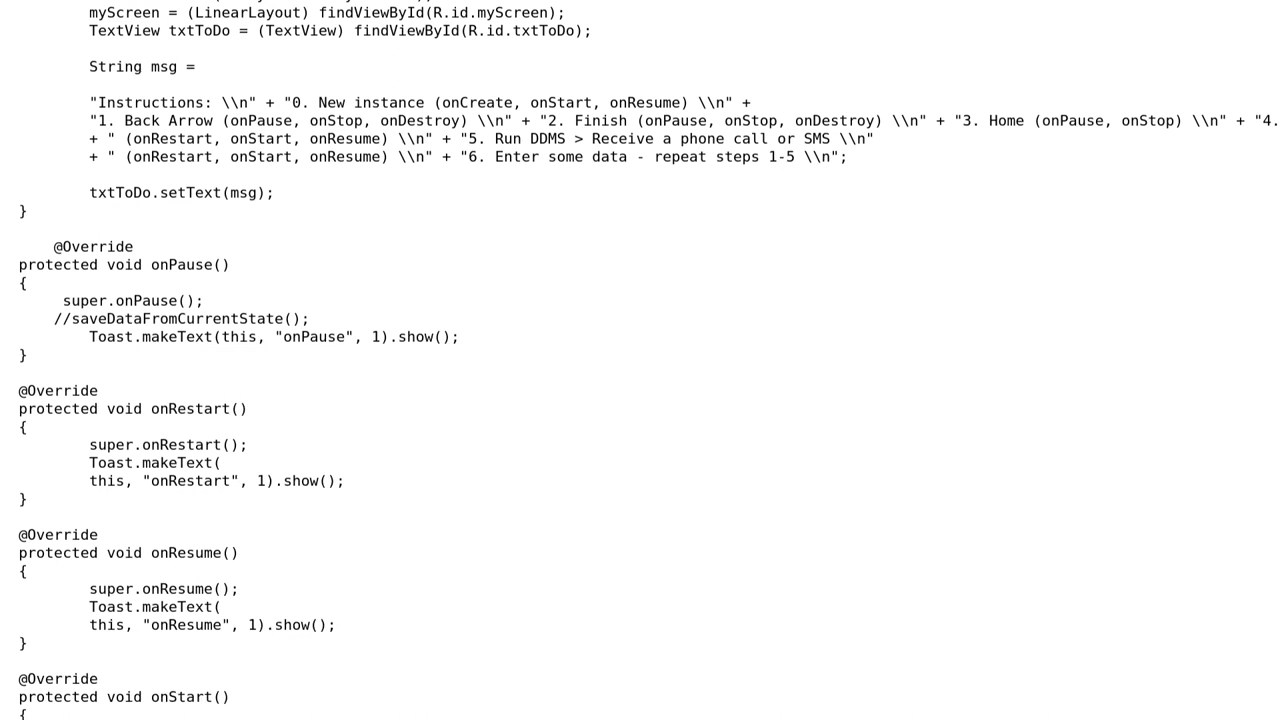 myScreen = (LinearLayout) findViewById(R.id.myScreen);
TextView txtToDo = (TextView) findViewById(R.id.txtToDo);
String msg =
"Instructions: \\n" + "0. New instance (onCreate, onStart, onResume) \\n" +
"1. Back Arrow (onPause, onStop, onDestroy) \\n" + "2. Finish (onPause, onStop, onDestroy) \\n" + "3. Home (onPause, onStop) \\n" + "4.
+ " (onRestart, onStart, onResume) \\n" + "5. Run DDMS > Receive a phone call or SMS \\n"
+ " (onRestart, onStart, onResume) \\n" + "6. Enter some data - repeat steps 1-5 \\n";
txtToDo.setText(msg);
}
@Override
protected void onPause()
{
super.onPause();
//saveDataFromCurrentState();
Toast.makeText(this, "onPause", 1).show();
}
@Override
protected void onRestart()
{
super.onRestart();
Toast.makeText(
this, "onRestart", 1).show();
}
@Override
protected void onResume()
{
super.onResume();
Toast.makeText(
this, "onResume", 1).show();
}
@Override
protected void onStart()
{